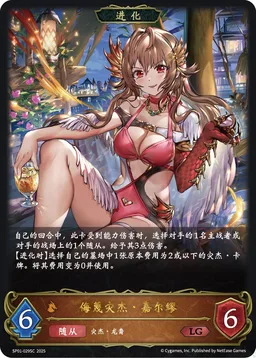 进化
自己的回合中，此卡受到能力伤害时，选择对手的1名主战者或
对手的战场上的1个随从。给予其3点伤害。
【进化时】选择自己的墓场中1张原本费用为2或以下的灾杰·卡
牌。将其费用变为0并使用。
侮蔑灾杰·嘉尔缪
6
随从
灾杰·龙裔
LG
6
SP01-029SC 2025
© Cygames, Inc. Published by NetEase Games